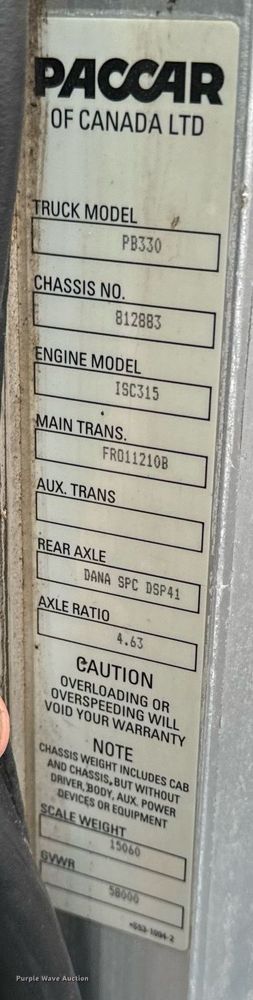 PACCAR
OF CANADA LTD
TRUCK MODEL
PB330
CHASSIS NO.
812883
ENGINE MODEL
ISC315
MAIN TRANS.
FRO11210B
AUX. TRANS
REAR AXLE
DANA SPC DSP41
AXLE RATIO
4.63
CAUTION
OVERLOADING OR
OVERSPEEDING WILL
VOID YOUR WARRANTY
NOTE
CHASSIS WEIGHT INCLUDES CAB
AND CHASSIS, BUT WITHOUT
DRIVER, BODY, AUX. POWER
DEVICES OR EQUIPMENT
SCALE WEIGHT
15060
GVWR
58000
Purple Wave Auction